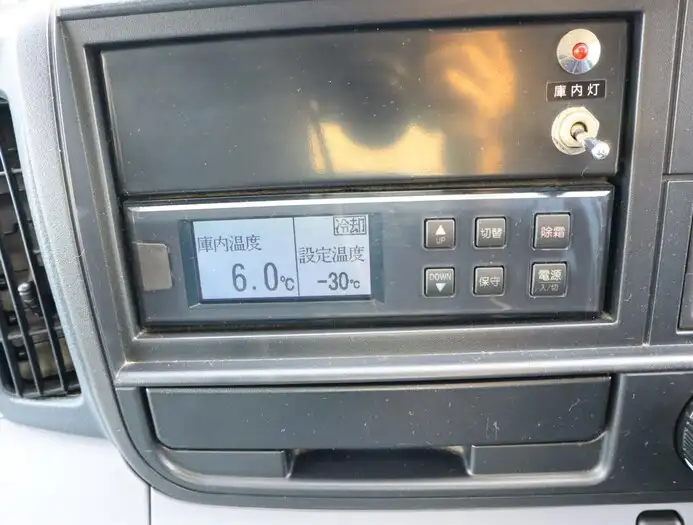 庫内灯
冷却
庫内温度
6.0℃
設定温度
-30℃
UP
切替
除霜
DOWN
保守
電源
入/切